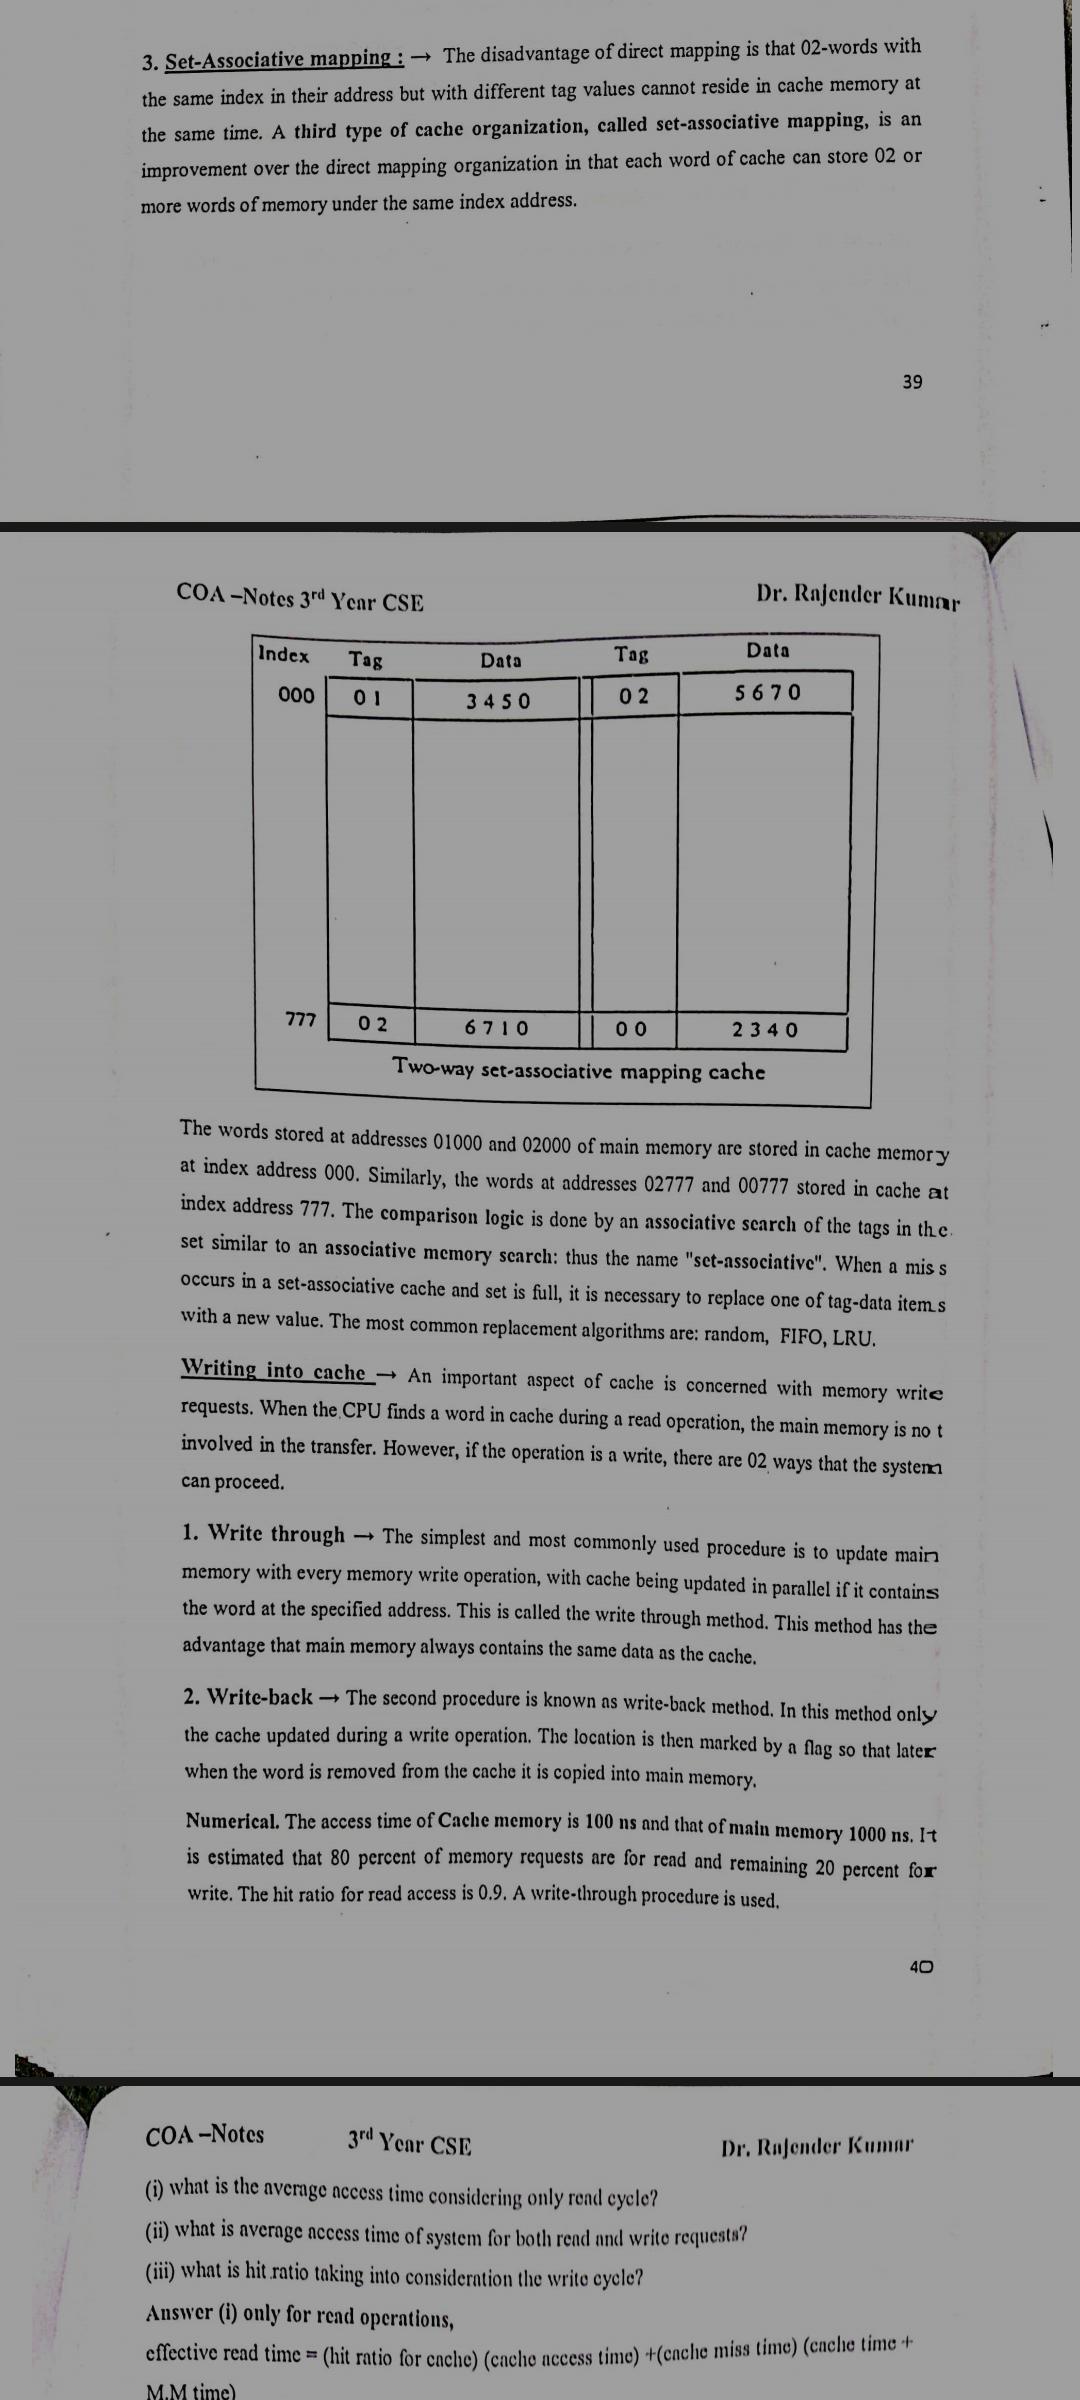 3. Set-Associative mapping : → The disadvantage of direct mapping is that 02-words with
the same index in their address but with different tag values cannot reside in cache memory at
the same time. A third type of cache organization, called set-associative mapping, is an
improvement over the direct mapping organization in that each word of cache can store 02 or
more words of memory under the same index address.
39
COA –Notes 3rd Year CSE Dr. Rajender Kumar
Index Tag Data Tag Data
000 0 1 3 4 5 0 0 2 5 6 7 0
777 0 2 6 7 1 0 0 0 2 3 4 0
Two-way set-associative mapping cache
The words stored at addresses 01000 and 02000 of main memory are stored in cache memory
at index address 000. Similarly, the words at addresses 02777 and 00777 stored in cache at
index address 777. The comparison logic is done by an associative search of the tags in the
set similar to an associative memory search: thus the name "set-associative". When a miss
occurs in a set-associative cache and set is full, it is necessary to replace one of tag-data items
with a new value. The most common replacement algorithms are: random, FIFO, LRU.
Writing into cache → An important aspect of cache is concerned with memory write
requests. When the CPU finds a word in cache during a read operation, the main memory is not
involved in the transfer. However, if the operation is a write, there are 02 ways that the system
can proceed.
1. Write through → The simplest and most commonly used procedure is to update main
memory with every memory write operation, with cache being updated in parallel if it contains
the word at the specified address. This is called the write through method. This method has the
advantage that main memory always contains the same data as the cache.
2. Write-back → The second procedure is known as write-back method. In this method only
the cache updated during a write operation. The location is then marked by a flag so that later
when the word is removed from the cache it is copied into main memory.
Numerical. The access time of Cache memory is 100 ns and that of main memory 1000 ns. It
is estimated that 80 percent of memory requests are for read and remaining 20 percent for
write. The hit ratio for read access is 0.9. A write-through procedure is used.
40
COA –Notes 3rd Year CSE Dr. Rajender Kumar
(i) what is the average access time considering only read cycle?
(ii) what is average access time of system for both read and write requests?
(iii) what is hit ratio taking into consideration the write cycle?
Answer (i) only for read operations,
effective read time = (hit ratio for cache) (cache access time) +(cache miss time) (cache time +
M.M time)